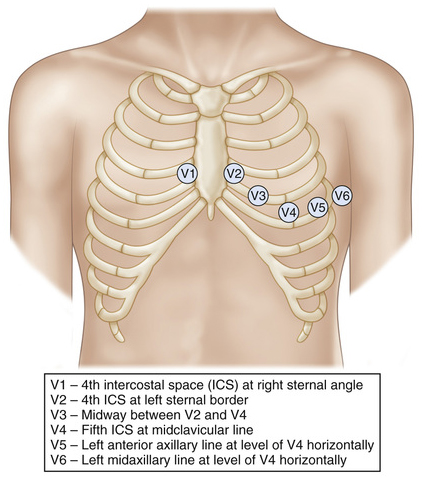 V1
V2
V3
V4
V5
V6
V1 – 4th intercostal space (ICS) at right sternal angle
V2 – 4th ICS at left sternal border
V3 – Midway between V2 and V4
V4 – Fifth ICS at midclavicular line
V5 – Left anterior axillary line at level of V4 horizontally
V6 – Left midaxillary line at level of V4 horizontally